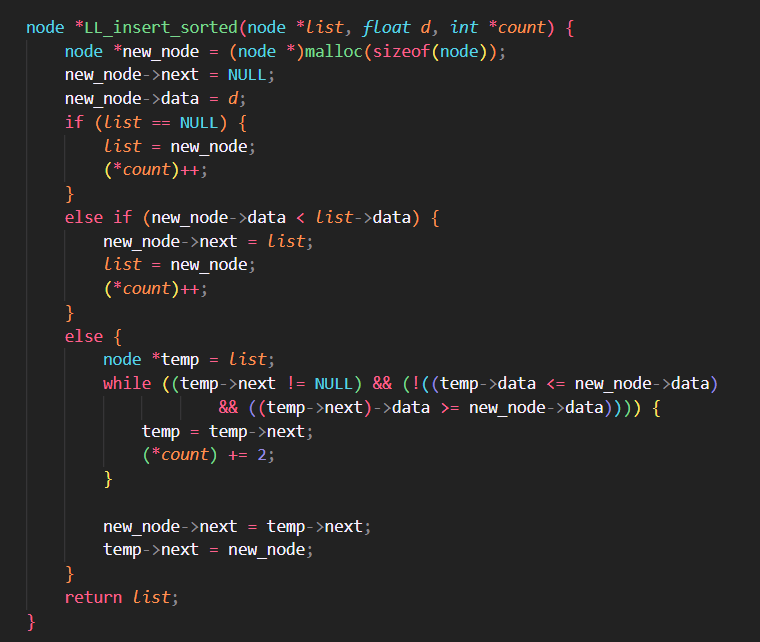 node *LL_insert_sorted(node *list, float d, int *count) {
    node *new_node = (node *)malloc(sizeof(node));
    new_node->next = NULL;
    new_node->data = d;
    if (list == NULL) {
        list = new_node;
        (*count)++;
    }
    else if (new_node->data < list->data) {
        new_node->next = list;
        list = new_node;
        (*count)++;
    }
    else {
        node *temp = list;
        while ((temp->next != NULL) && (!((temp->data <= new_node->data)
                    && ((temp->next)->data >= new_node->data)))) {
            temp = temp->next;
            (*count) += 2;
        }

        new_node->next = temp->next;
        temp->next = new_node;
    }
    return list;
}